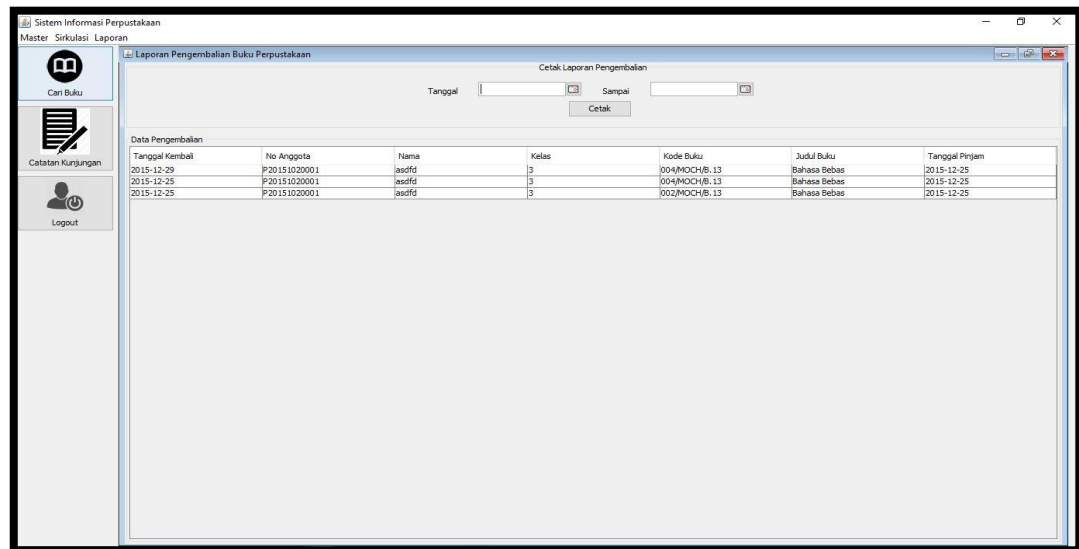 Sistem Informasi Perpustakaan
Master Sirkulasi Laporan
Cari Buku
Catatan Kunjungan
Logout
Laporan Pengembalian Buku Perpustakaan
Cetak Laporan Pengembalian
Tanggal Sampai
Cetak
Data Pengembalian
Tanggal Kembali No Anggota Nama Kelas Kode Buku Judul Buku Tanggal Pinjam
2015-12-29 P20151020001 asdfd 3 004/MOCH/B.13 Bahasa Bebas 2015-12-25
2015-12-25 P20151020001 asdfd 3 004/MOCH/B.13 Bahasa Bebas 2015-12-25
2015-12-25 P20151020001 asdfd 3 002/MOCH/B.13 Bahasa Bebas 2015-12-25